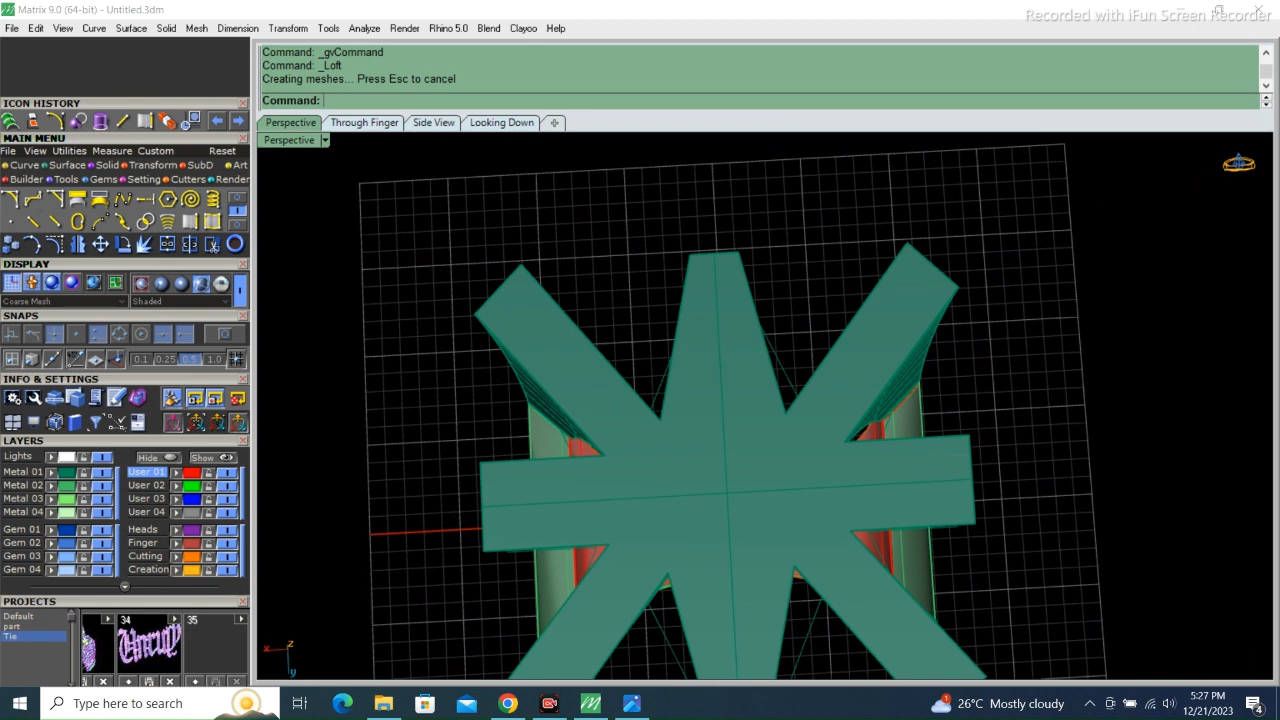 Matrix 9.0 (64-bit) - Untitled.3dm
Recorded with iFun Screen Recorder
File Edit View Curve Surface Solid Mesh Dimension Transform Tools Analyze Render Rhino 5.0 Blend Clayoo Help
Command: _gvCommand
Command: _Loft
Creating meshes... Press Esc to cancel
Command:
ICON HISTORY
Perspective Through Finger Side View Looking Down
MAIN MENU
Perspective
File View Utilities Measure Custom Reset
Curve Surface Solid Transform SubD Art
Builder Tools Gems Setting Cutters Render
DISPLAY
Coarse Mesh Shaded
SNAPS
0.1 0.25 0.5 1.0
INFO & SETTINGS
LAYERS
Lights Hide Show
Metal 01 User 01
Metal 02 User 02
Metal 03 User 03
Metal 04 User 04
Gem 01 Heads
Gem 02 Finger
Gem 03 Cutting
Gem 04 Creation
PROJECTS
Default
part
Tie
34 35
Uncut
x z y
Type here to search
26°C Mostly cloudy
5:27 PM
12/21/2023
1
4